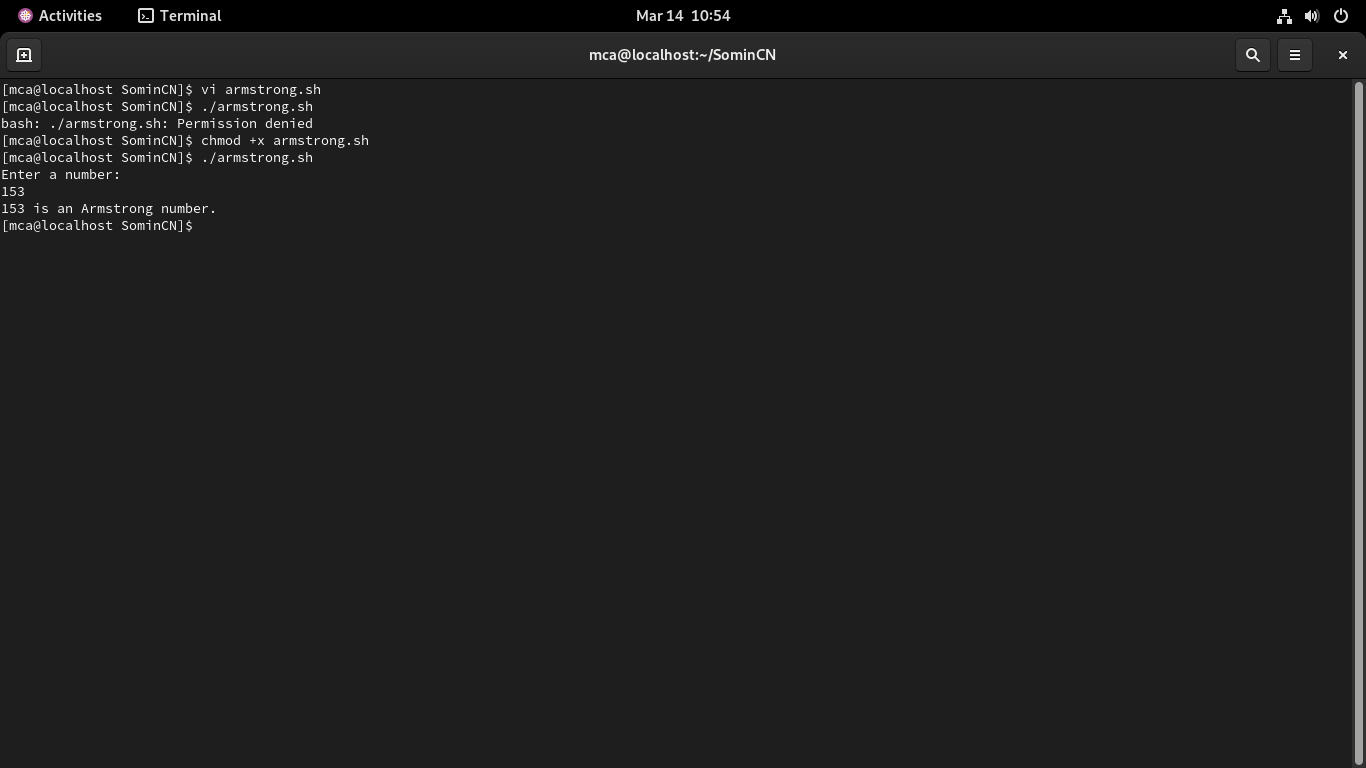 Activities Terminal Mar 14 10:54
mca@localhost:~/SominCN
[mca@localhost SominCN]$ vi armstrong.sh
[mca@localhost SominCN]$ ./armstrong.sh
bash: ./armstrong.sh: Permission denied
[mca@localhost SominCN]$ chmod +x armstrong.sh
[mca@localhost SominCN]$ ./armstrong.sh
Enter a number:
153
153 is an Armstrong number.
[mca@localhost SominCN]$